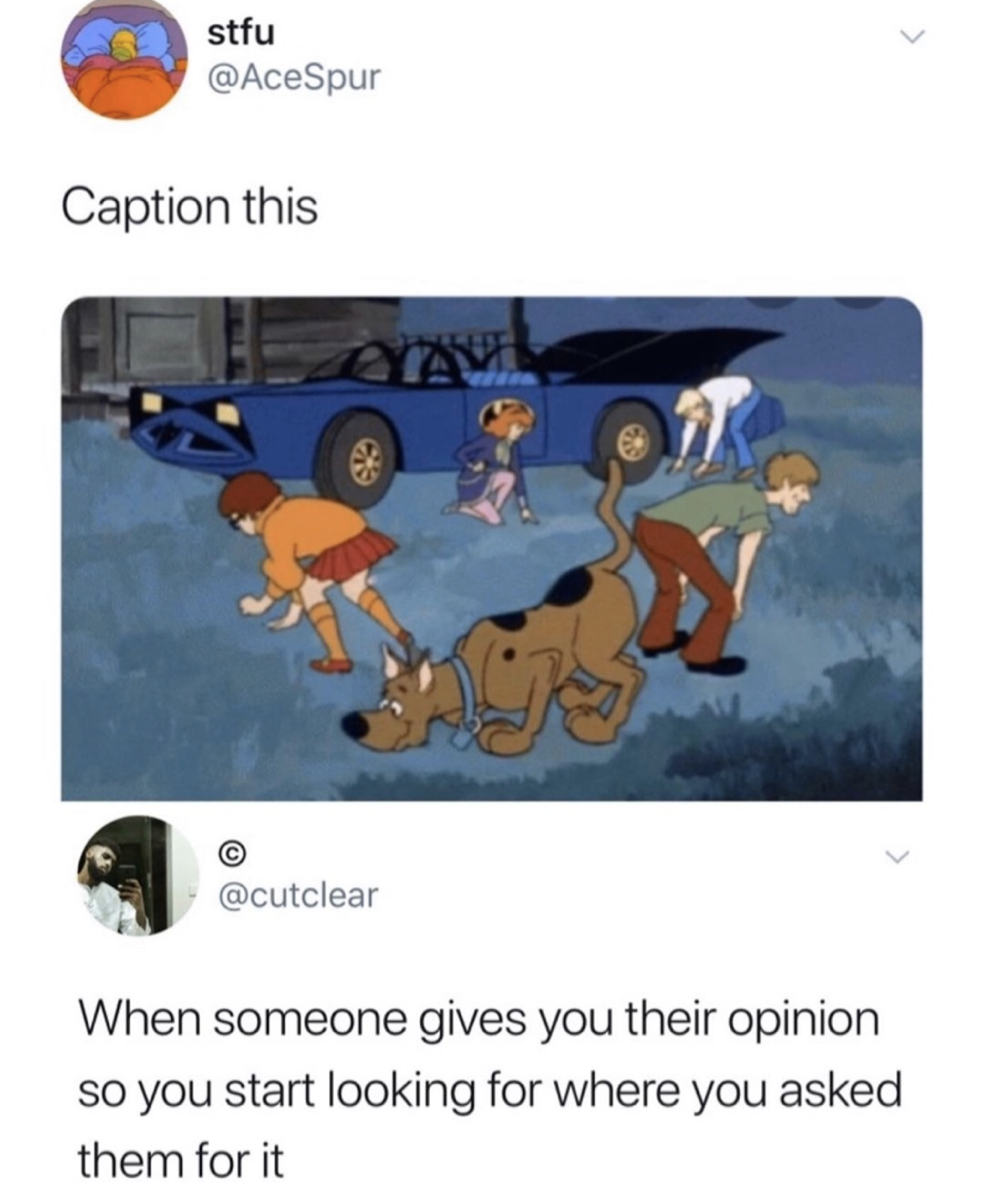 stfu
@AceSpur
Caption this
©
@cutclear
When someone gives you their opinion
so you start looking for where you asked
them for it